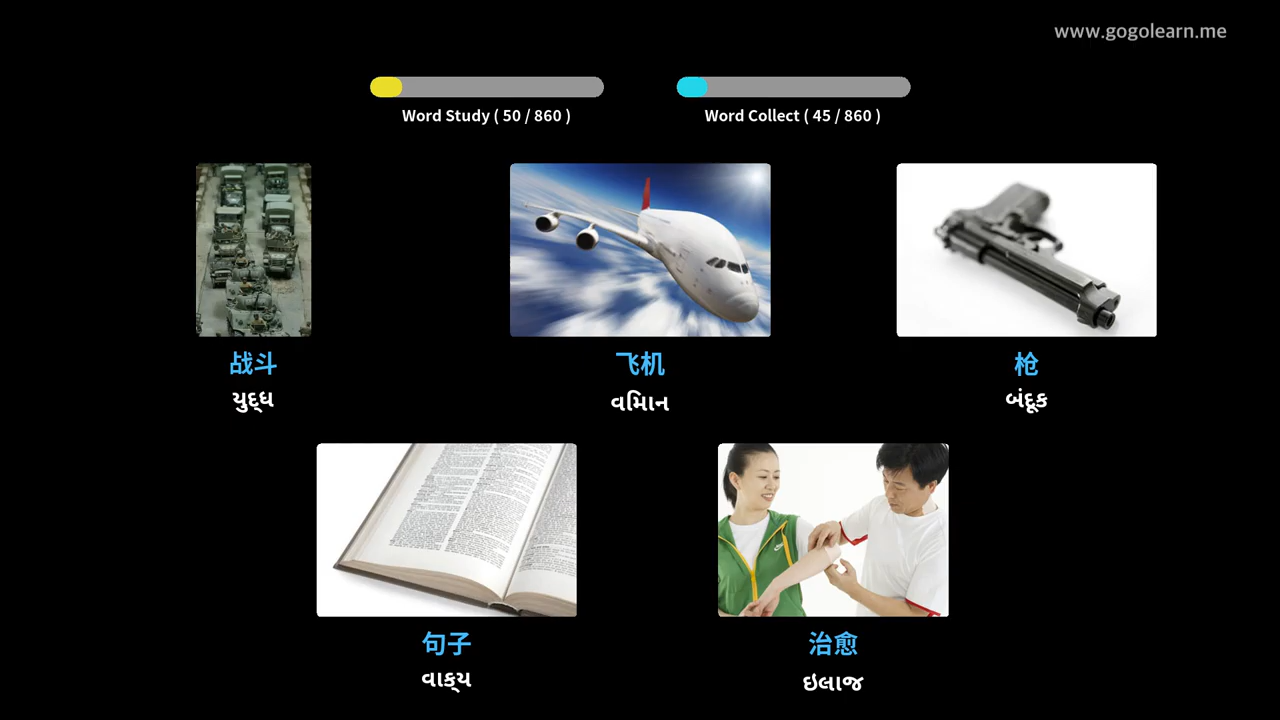 www.gogolearn.me
Word Study ( 50 / 860 )
Word Collect ( 45 / 860 )
战斗
યુદ્ધ
飞机
વિમાન
枪
બંદૂક
句子
વાક્ય
治愈
ઇલાજ